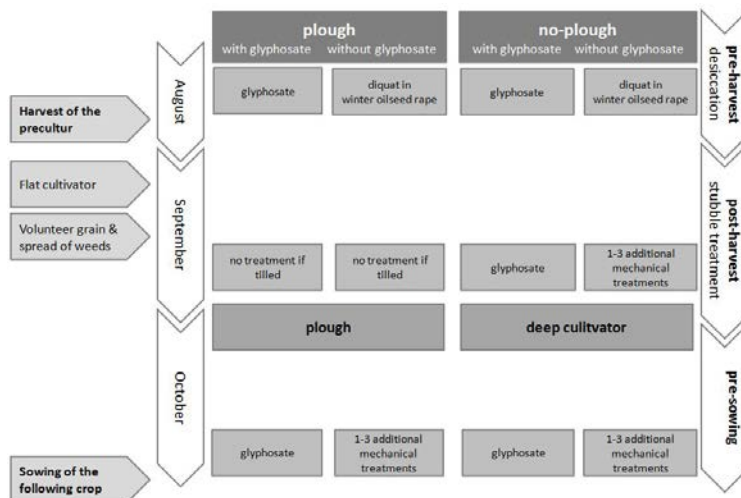 plough
no-plough
with glyphosate
without glyphosate
with glyphosate
without glyphosate
pre-harvest
desiccation
August
glyphosate
diquat in
winter oilseed rape
glyphosate
diquat in
winter oilseed rape
Harvest of the
precultur
Flat cultivator
September
post-harvest
stubble treatment
Volunteer grain &
spread of weeds
no treatment if
tilled
no treatment if
tilled
glyphosate
1-3 additional
mechanical
treatments
plough
deep culitvator
October
pre-sowing
glyphosate
1-3 additional
mechanical
treatments
glyphosate
1-3 additional
mechanical
treatments
Sowing of the
following crop